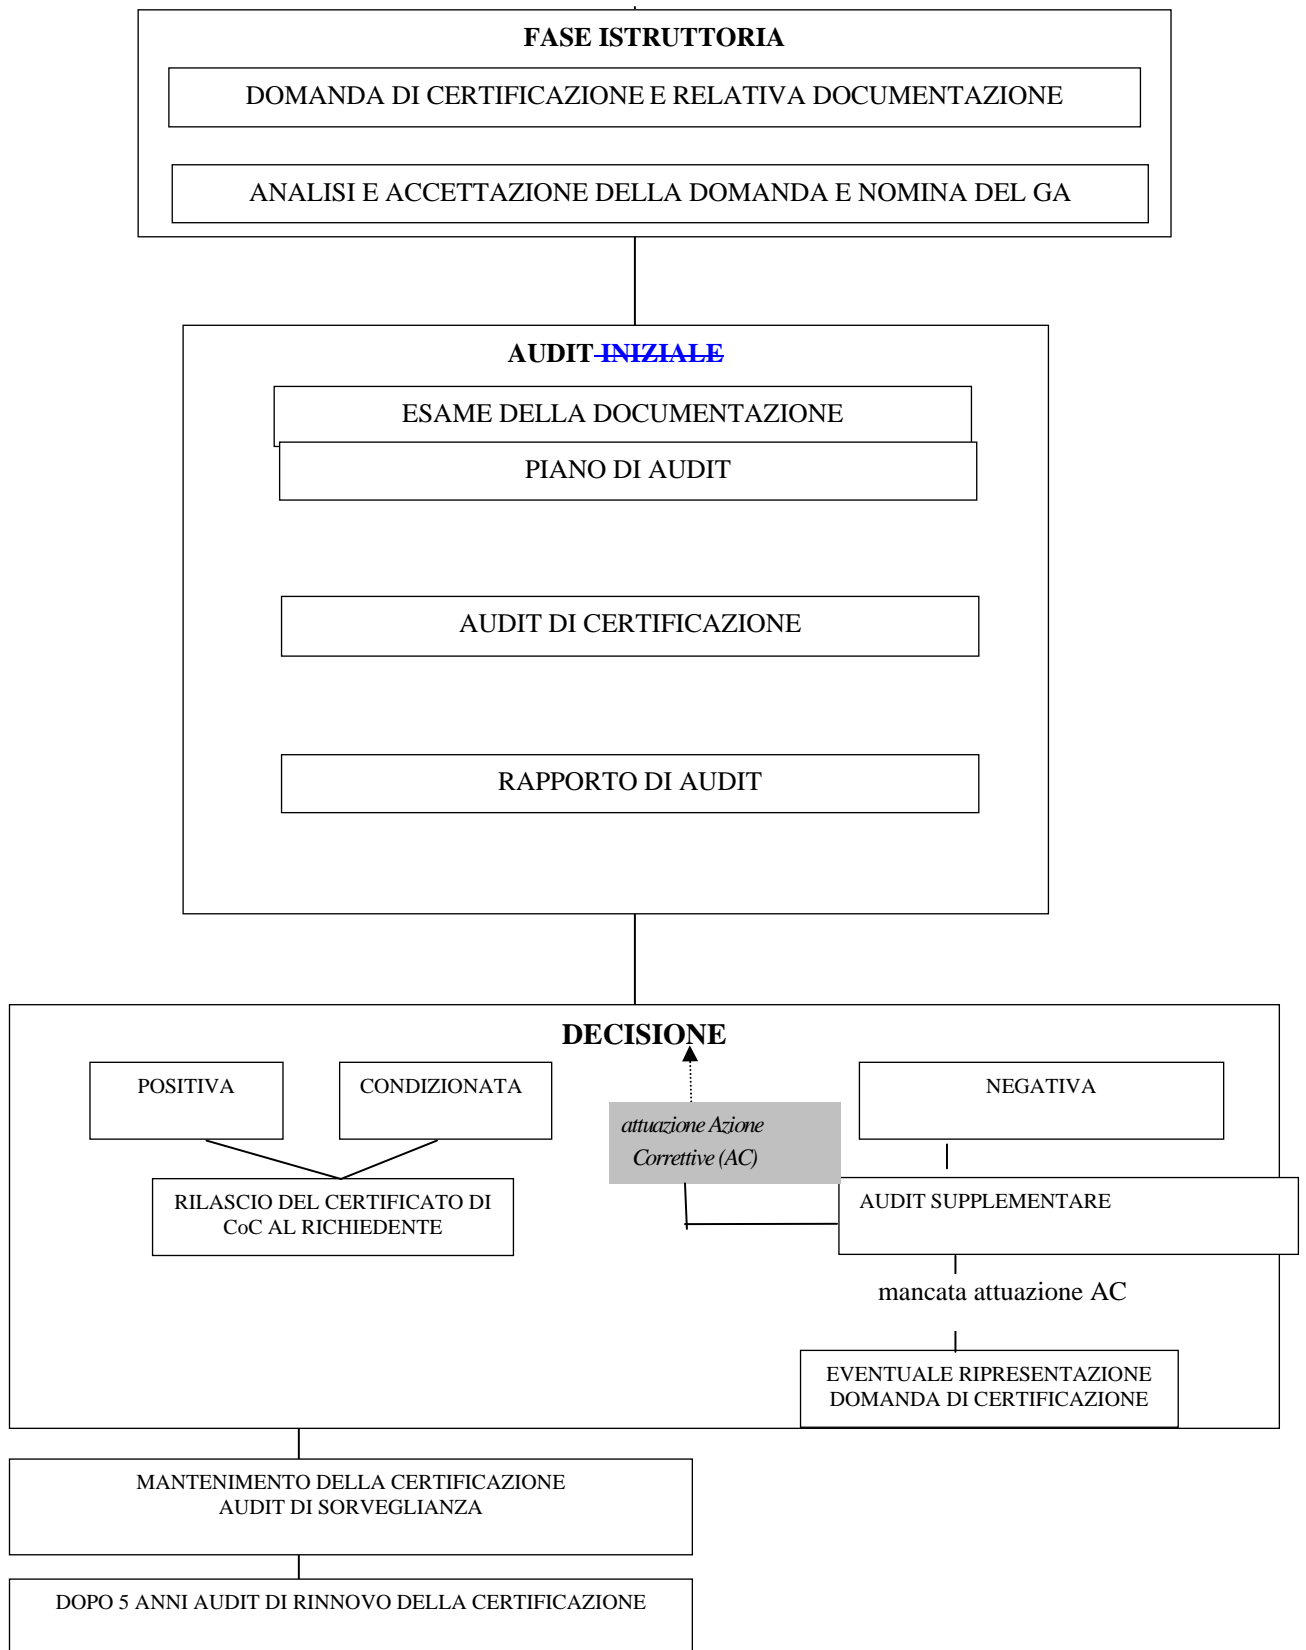 FASE ISTRUTTORIA
DOMANDA DI CERTIFICAZIONE E RELATIVA DOCUMENTAZIONE
ANALISI E ACCETTAZIONE DELLA DOMANDA E NOMINA DEL GA
AUDIT INIZIALE
ESAME DELLA DOCUMENTAZIONE
PIANO DI AUDIT
AUDIT DI CERTIFICAZIONE
RAPPORTO DI AUDIT
DECISIONE
POSITIVA
CONDIZIONATA
NEGATIVA
attuazione Azione
Correttive (AC)
RILASCIO DEL CERTIFICATO DI
CoC AL RICHIEDENTE
AUDIT SUPPLEMENTARE
mancata attuazione AC
EVENTUALE RIPRESENTAZIONE
DOMANDA DI CERTIFICAZIONE
MANTENIMENTO DELLA CERTIFICAZIONE
AUDIT DI SORVEGLIANZA
DOPO 5 ANNI AUDIT DI RINNOVO DELLA CERTIFICAZIONE